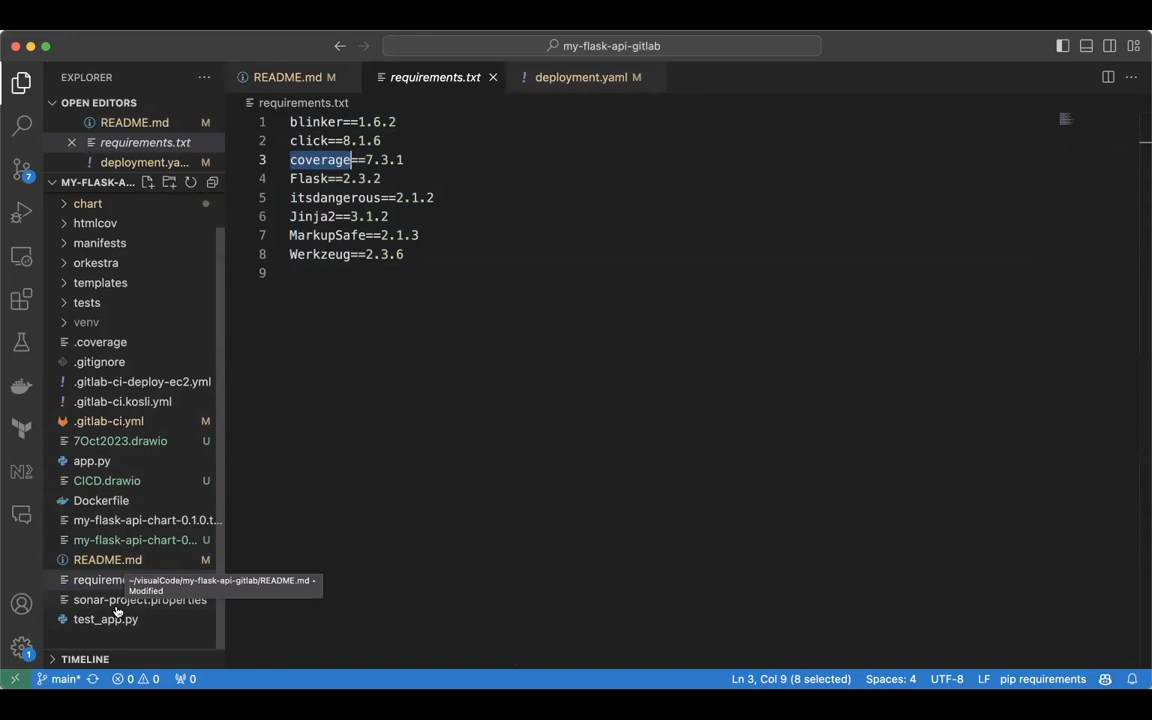 my-flask-api-gitlab
EXPLORER
README.md M
requirements.txt
deployment.yaml M
OPEN EDITORS
README.md M
requirements.txt
deployment.ya... M
MY-FLASK-A...
chart
htmlcov
manifests
orkestra
templates
tests
venv
.coverage
.gitignore
.gitlab-ci-deploy-ec2.yml
.gitlab-ci.kosli.yml
.gitlab-ci.yml M
7Oct2023.drawio U
app.py
CICD.drawio U
Dockerfile
my-flask-api-chart-0.1.0.t...
my-flask-api-chart-0... U
README.md M
requireme
sonar-project.properties
test_app.py
TIMELINE
~/visualCode/my-flask-api-gitlab/README.md •
Modified
requirements.txt
1 blinker==1.6.2
2 click==8.1.6
3 coverage==7.3.1
4 Flask==2.3.2
5 itsdangerous==2.1.2
6 Jinja2==3.1.2
7 MarkupSafe==2.1.3
8 Werkzeug==2.3.6
9
7
N2
1
main* 0 0 0
Ln 3, Col 9 (8 selected) Spaces: 4 UTF-8 LF pip requirements